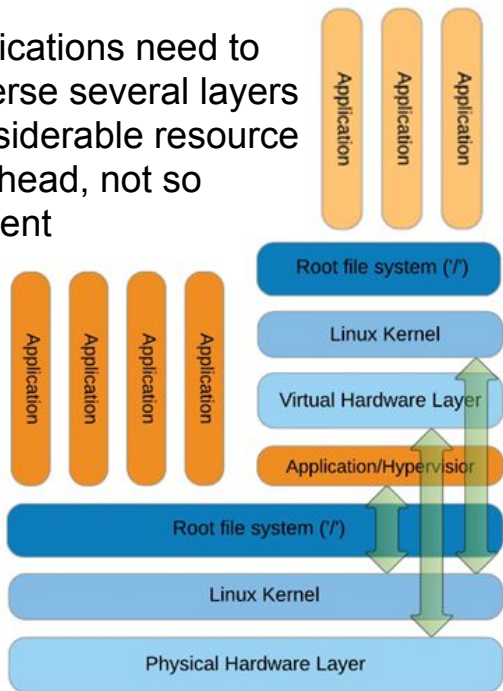 ications need to
erse several layers
siderable resource
head, not so
ent
Application
Application
Application
Root file system ('/')
Linux Kernel
Virtual Hardware Layer
Application/Hypervisior
Application
Application
Application
Application
Root file system ('/')
Linux Kernel
Physical Hardware Layer